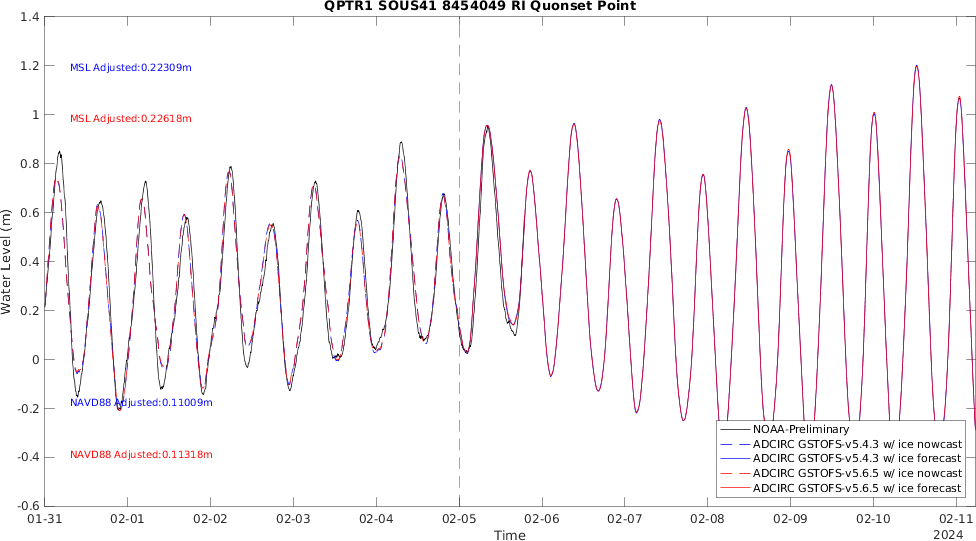 QPTR1 SOUS41 8454049 RI Quonset Point
1.4
1.2
1
0.8
0.6
0.4
0.2
0
-0.2
-0.4
-0.6
Water Level (m)
MSL Adjusted:0.22309m
MSL Adjusted:0.22618m
NAVD88 Adjusted:0.11009m
NAVD88 Adjusted:0.11318m
NOAA-Preliminary
ADCIRC GSTOFS-v5.4.3 w/ ice nowcast
ADCIRC GSTOFS-v5.4.3 w/ ice forecast
ADCIRC GSTOFS-v5.6.5 w/ ice nowcast
ADCIRC GSTOFS-v5.6.5 w/ ice forecast
01-31 02-01 02-02 02-03 02-04 02-05 02-06 02-07 02-08 02-09 02-10 02-11
Time
2024